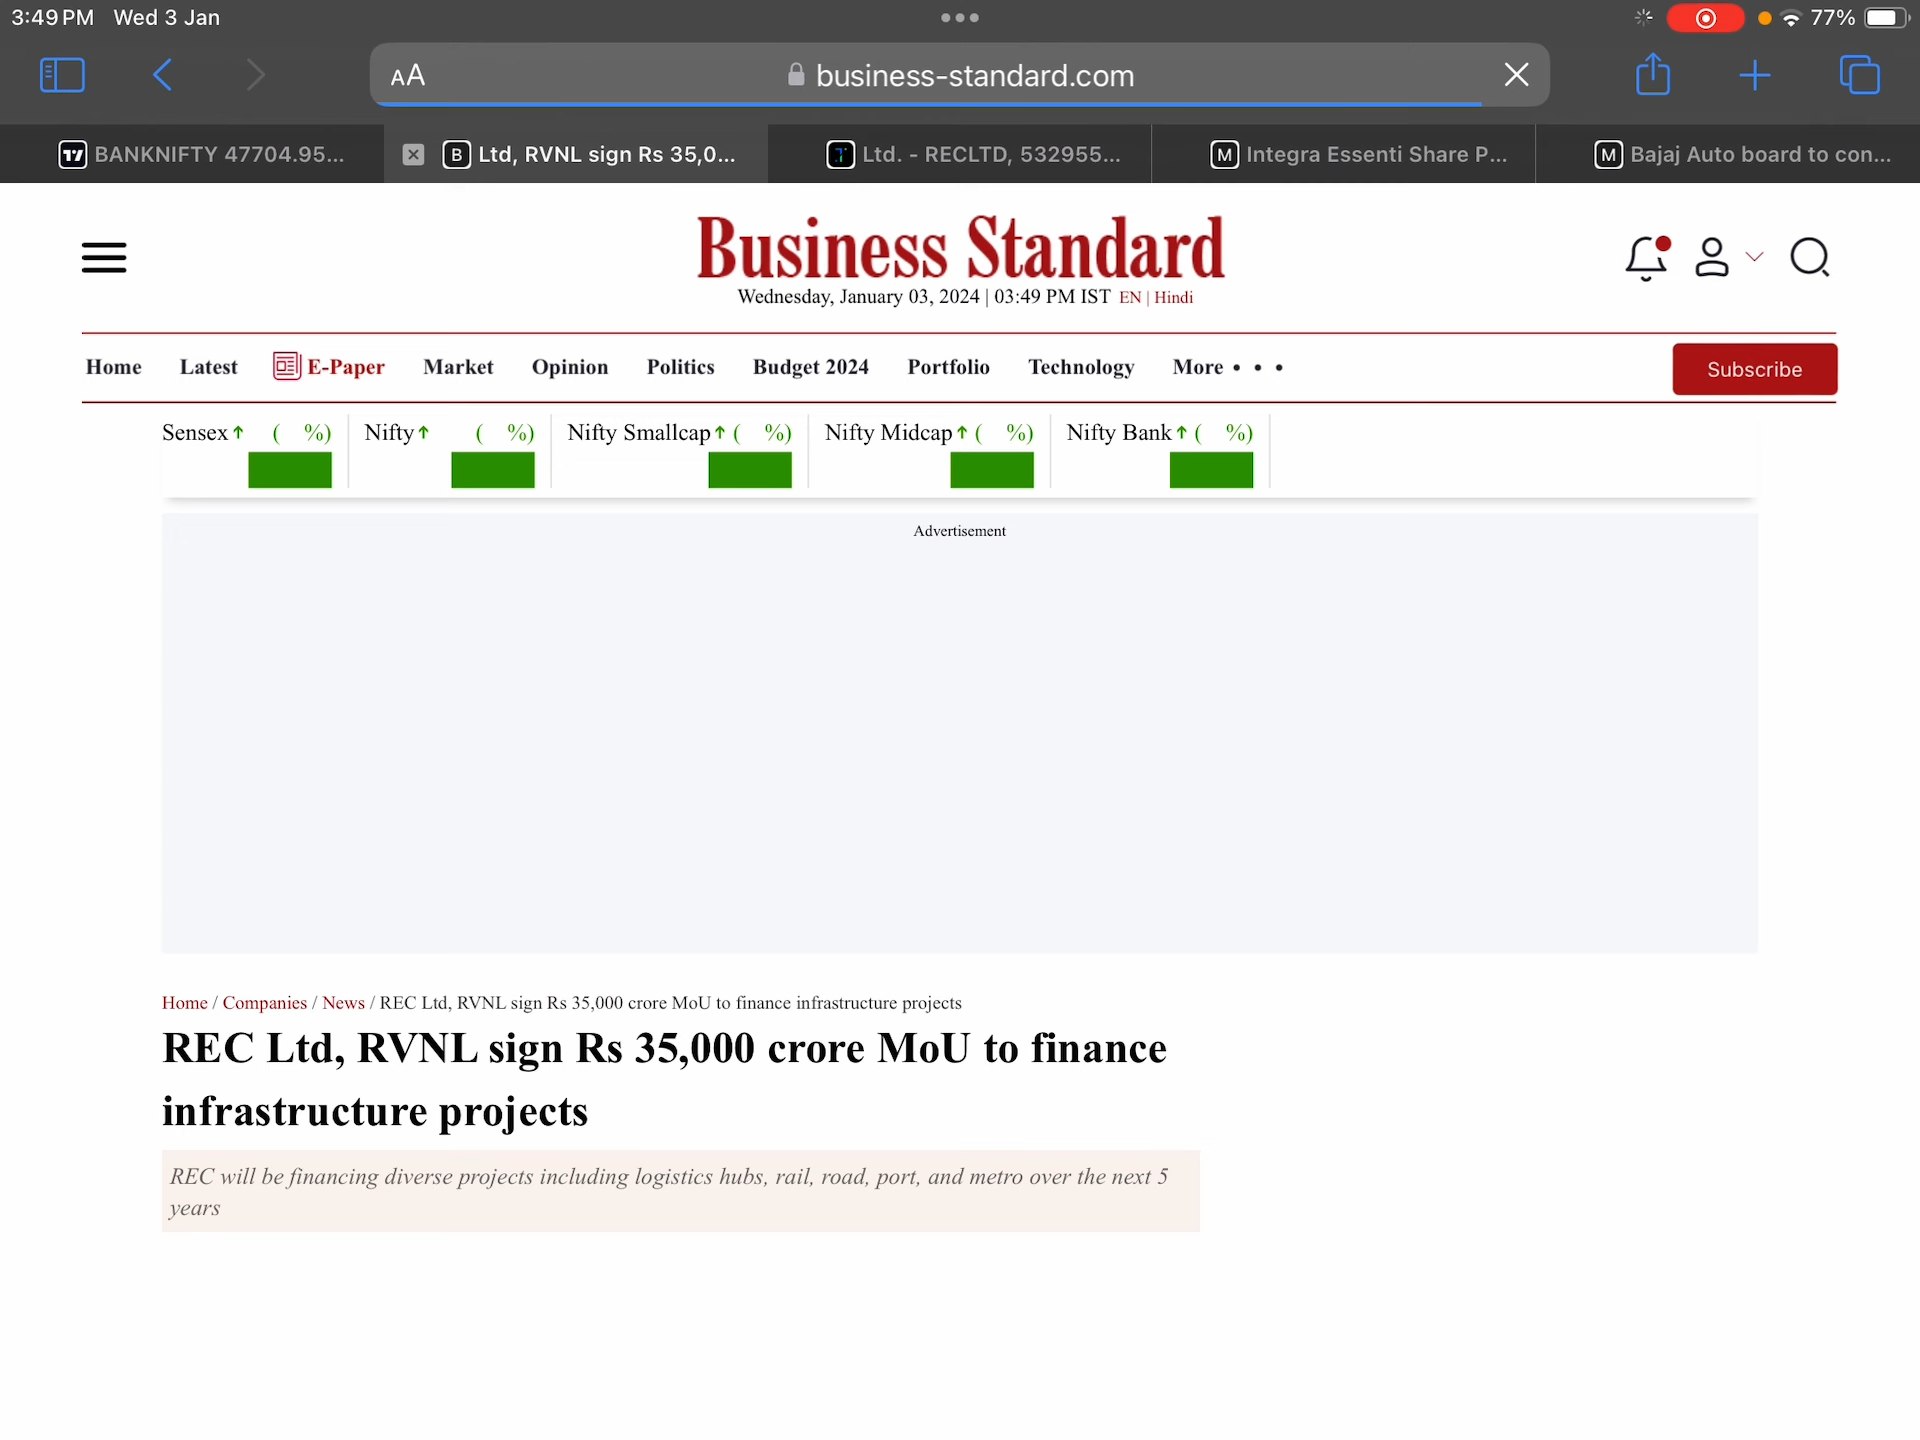 3:49 PM Wed 3 Jan
77%
AA
business-standard.com
BANKNIFTY 47704.95...
Ltd, RVNL sign Rs 35,0...
Ltd. - RECLTD, 532955...
Integra Essenti Share P...
Bajaj Auto board to con...
Business Standard
Wednesday, January 03, 2024 | 03:49 PM IST EN | Hindi
Home Latest E-Paper Market Opinion Politics Budget 2024 Portfolio Technology More • • •
Subscribe
Sensex ( %) Nifty ( %) Nifty Smallcap ( %) Nifty Midcap ( %) Nifty Bank ( %)
Advertisement
Home / Companies / News / REC Ltd, RVNL sign Rs 35,000 crore MoU to finance infrastructure projects
REC Ltd, RVNL sign Rs 35,000 crore MoU to finance
infrastructure projects
REC will be financing diverse projects including logistics hubs, rail, road, port, and metro over the next 5
years